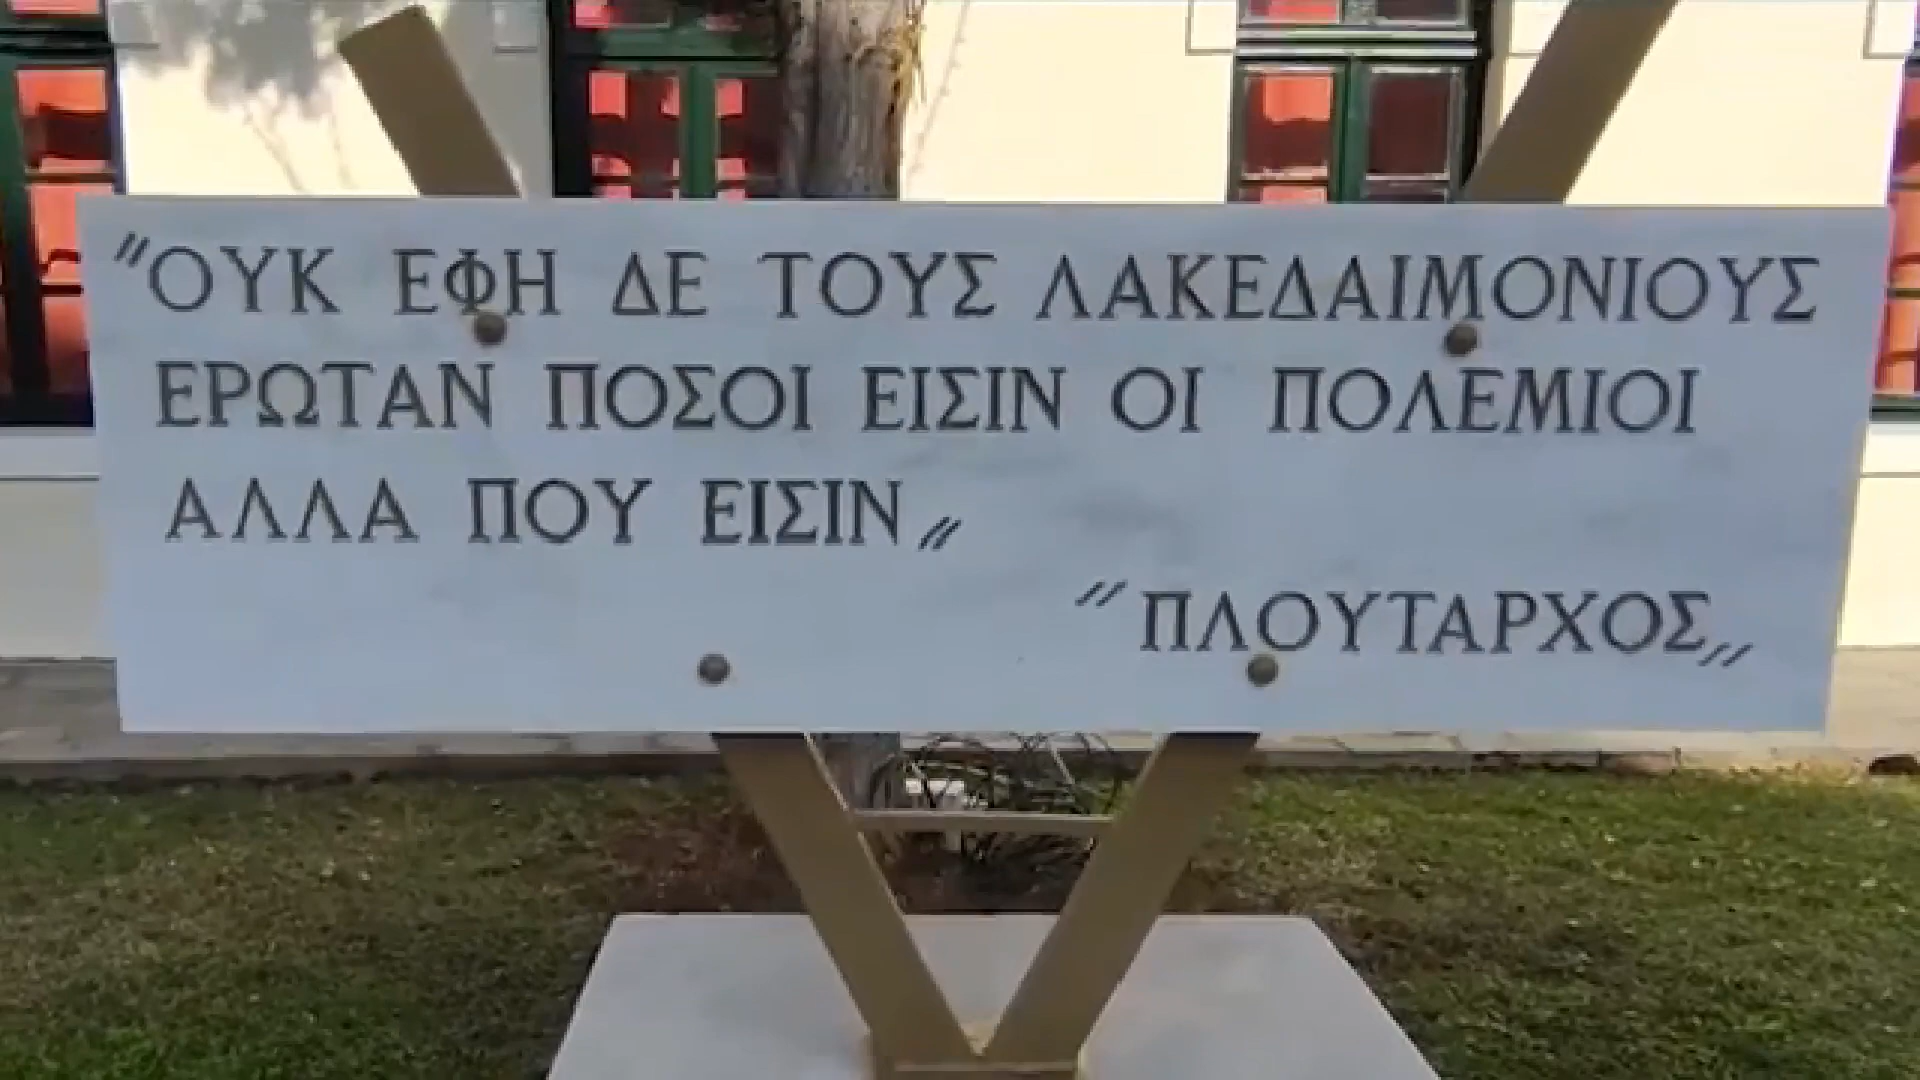 "ΟΥΚ ΕΦΗ ΔΕ ΤΟΥΣ ΛΑΚΕΔΑΙΜΟΝΙΟΥΣ
ΕΡΩΤΑΝ ΠΟΣΟΙ ΕΙΣΙΝ ΟΙ ΠΟΛΕΜΙΟΙ
ΑΛΛΑ ΠΟΥ ΕΙΣΙΝ„
"ΠΛΟΥΤΑΡΧΟΣ„